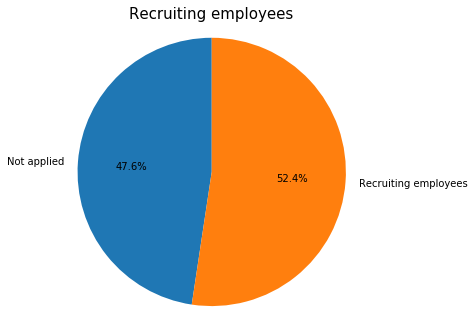 Recruiting employees
Not applied
47.6%
52.4%
Recruiting employees